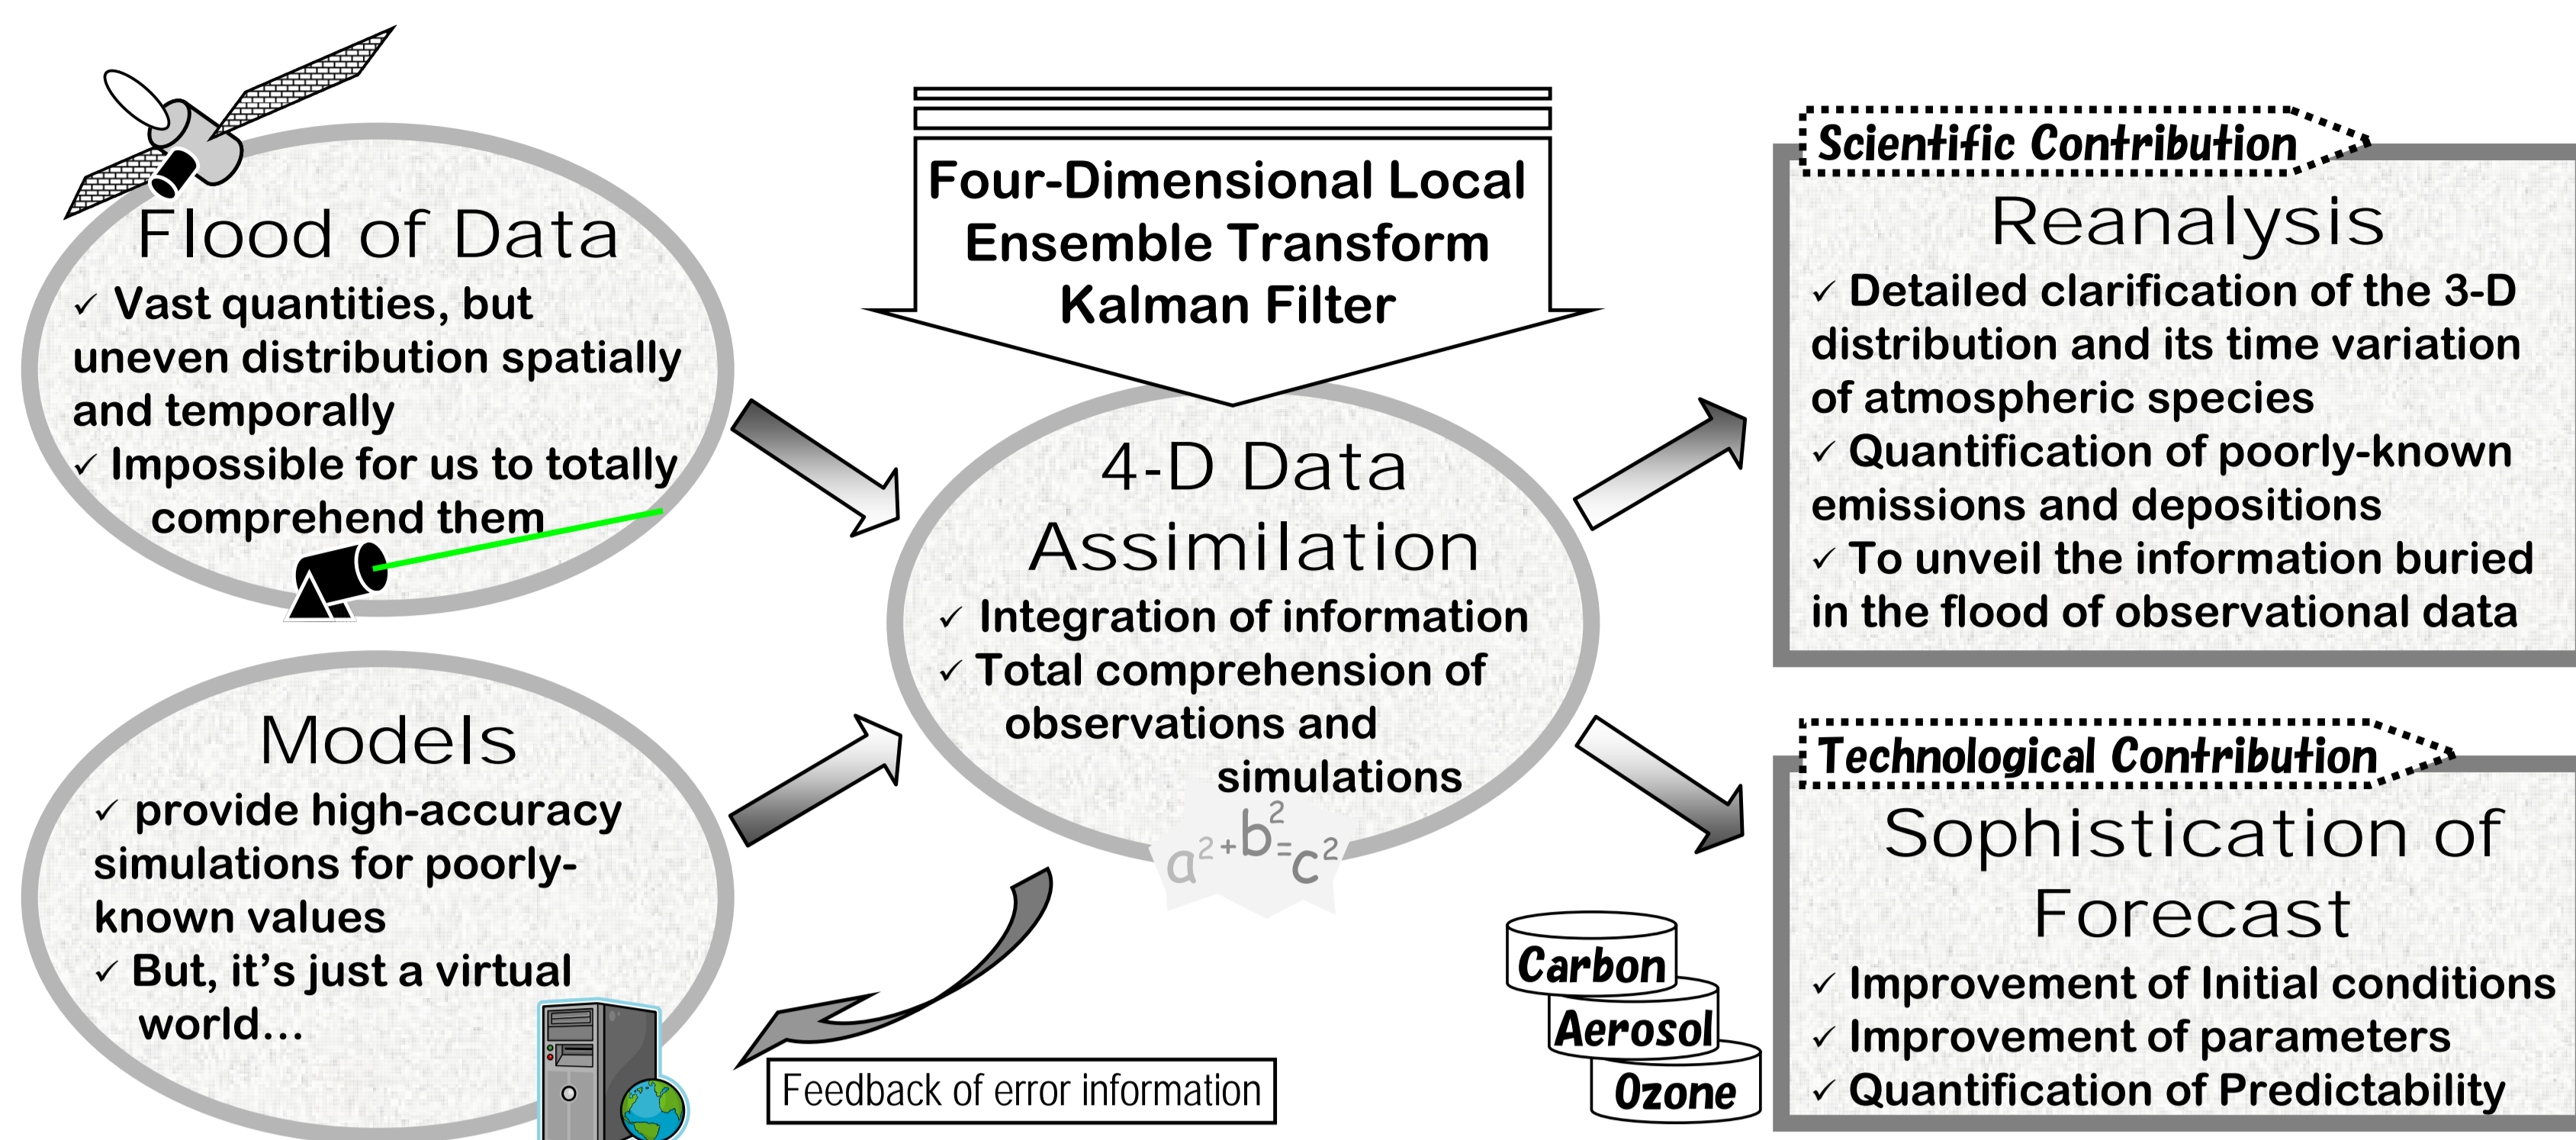 Flood of Data
✓ Vast quantities, but
uneven distribution spatially
and temporally
✓ Impossible for us to totally
comprehend them
Models
✓ provide high-accuracy
simulations for poorly-
known values
✓ But, it's just a virtual
world...
Four-Dimensional Local
Ensemble Transform
Kalman Filter
4-D Data
Assimilation
✓ Integration of information
✓ Total comprehension of
observations and
simulations
a²+b²=c²
Feedback of error information
Carbon
Aerosol
Ozone
Scientific Contribution
Reanalysis
✓ Detailed clarification of the 3-D
distribution and its time variation
of atmospheric species
✓ Quantification of poorly-known
emissions and depositions
✓ To unveil the information buried
in the flood of observational data
Technological Contribution
Sophistication of
Forecast
✓ Improvement of Initial conditions
✓ Improvement of parameters
✓ Quantification of Predictability